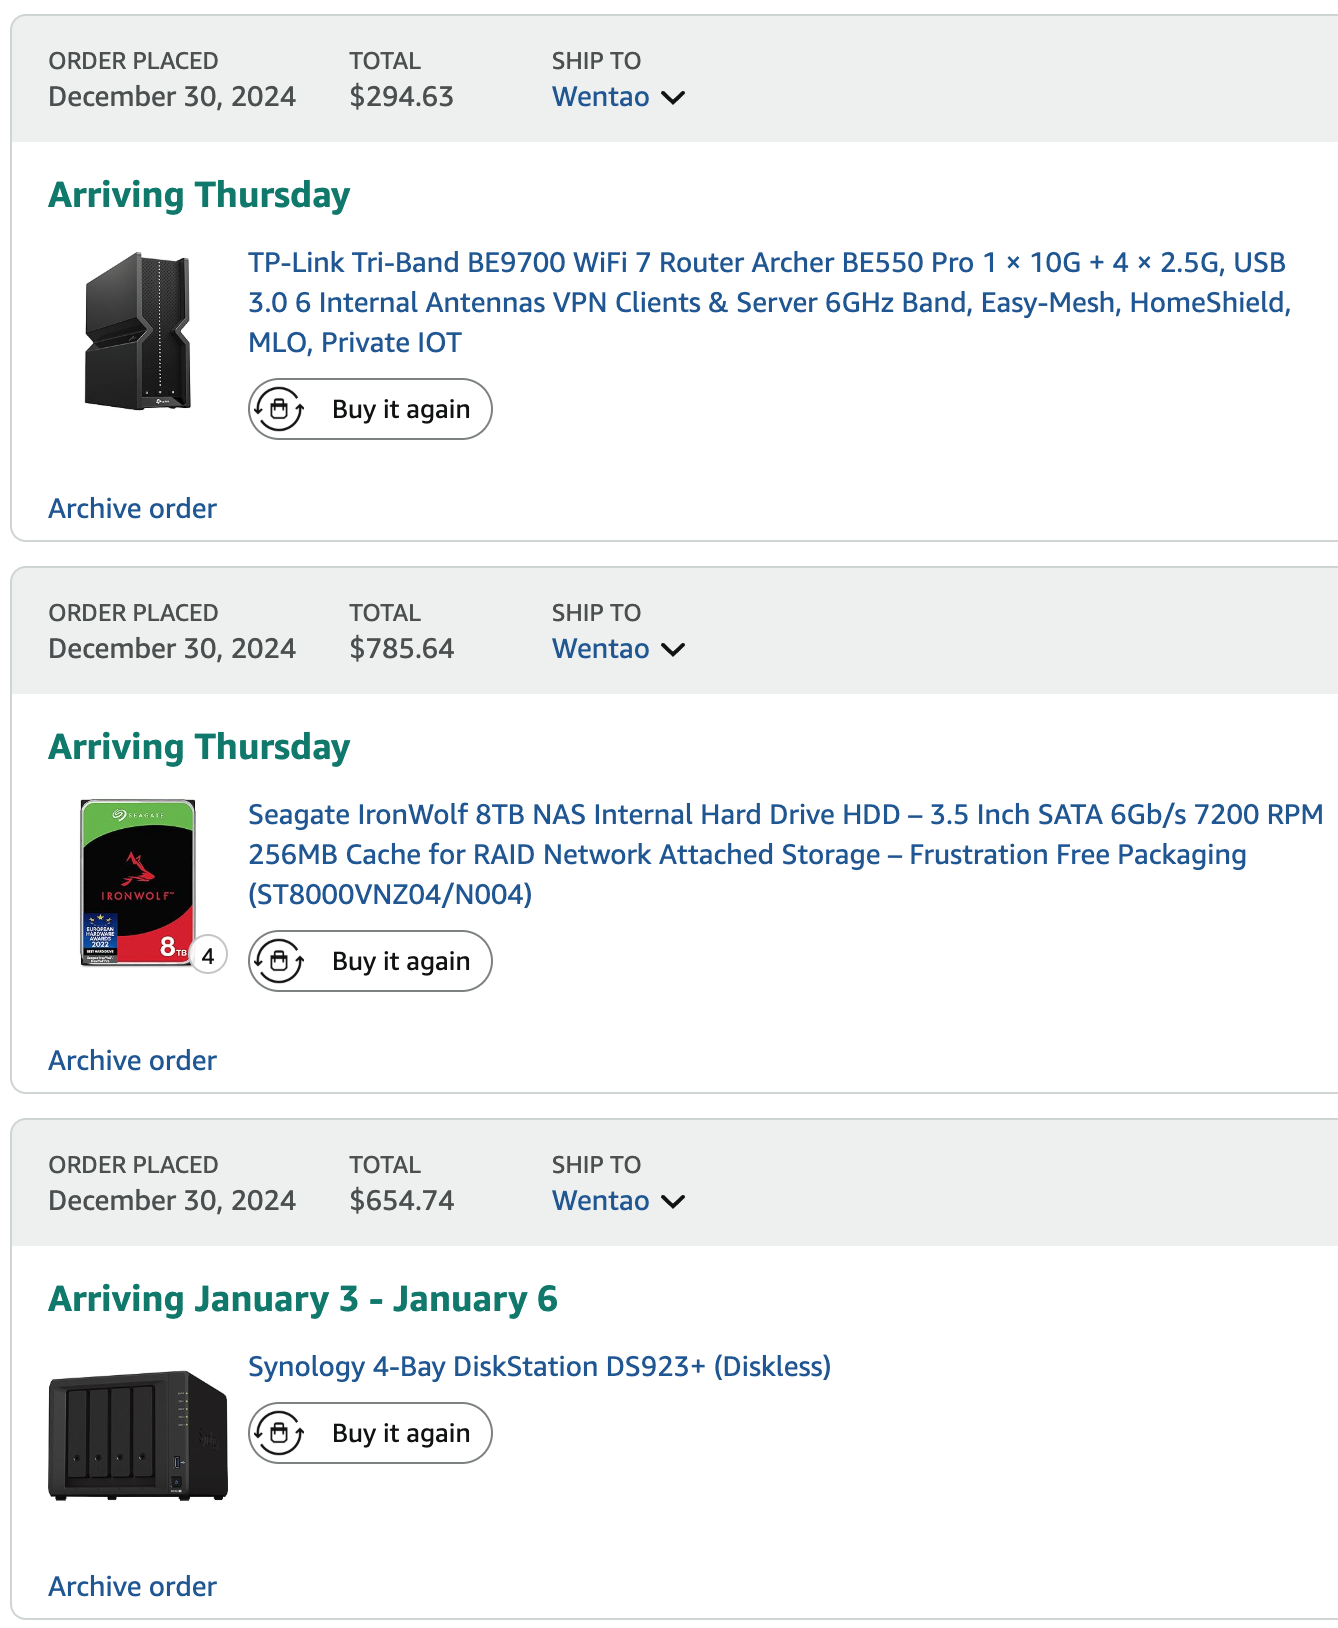 ORDER PLACED TOTAL SHIP TO
December 30, 2024 $294.63 Wentao
Arriving Thursday
TP-Link Tri-Band BE9700 WiFi 7 Router Archer BE550 Pro 1 × 10G + 4 × 2.5G, USB
3.0 6 Internal Antennas VPN Clients & Server 6GHz Band, Easy-Mesh, HomeShield,
MLO, Private IOT
Buy it again
Archive order
ORDER PLACED TOTAL SHIP TO
December 30, 2024 $785.64 Wentao
Arriving Thursday
Seagate IronWolf 8TB NAS Internal Hard Drive HDD – 3.5 Inch SATA 6Gb/s 7200 RPM
256MB Cache for RAID Network Attached Storage – Frustration Free Packaging
(ST8000VNZ04/N004)
SEAGATE
IRONWOLF™
EUROPEAN
HARDWARE
AWARDS
2022
8TB
4
Buy it again
Archive order
ORDER PLACED TOTAL SHIP TO
December 30, 2024 $654.74 Wentao
Arriving January 3 - January 6
Synology 4-Bay DiskStation DS923+ (Diskless)
Buy it again
Archive order